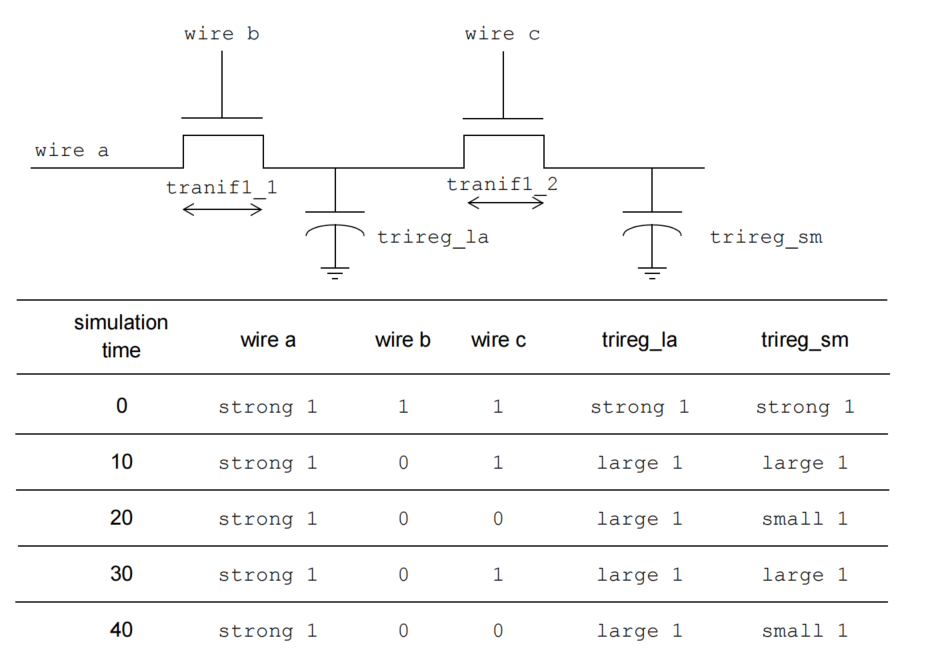 wire b wire c
wire a
tranif1_1 tranif1_2
trireg_la trireg_sm
simulation time wire a wire b wire c trireg_la trireg_sm
0 strong 1 1 1 strong 1 strong 1
10 strong 1 0 1 large 1 large 1
20 strong 1 0 0 large 1 small 1
30 strong 1 0 1 large 1 large 1
40 strong 1 0 0 large 1 small 1